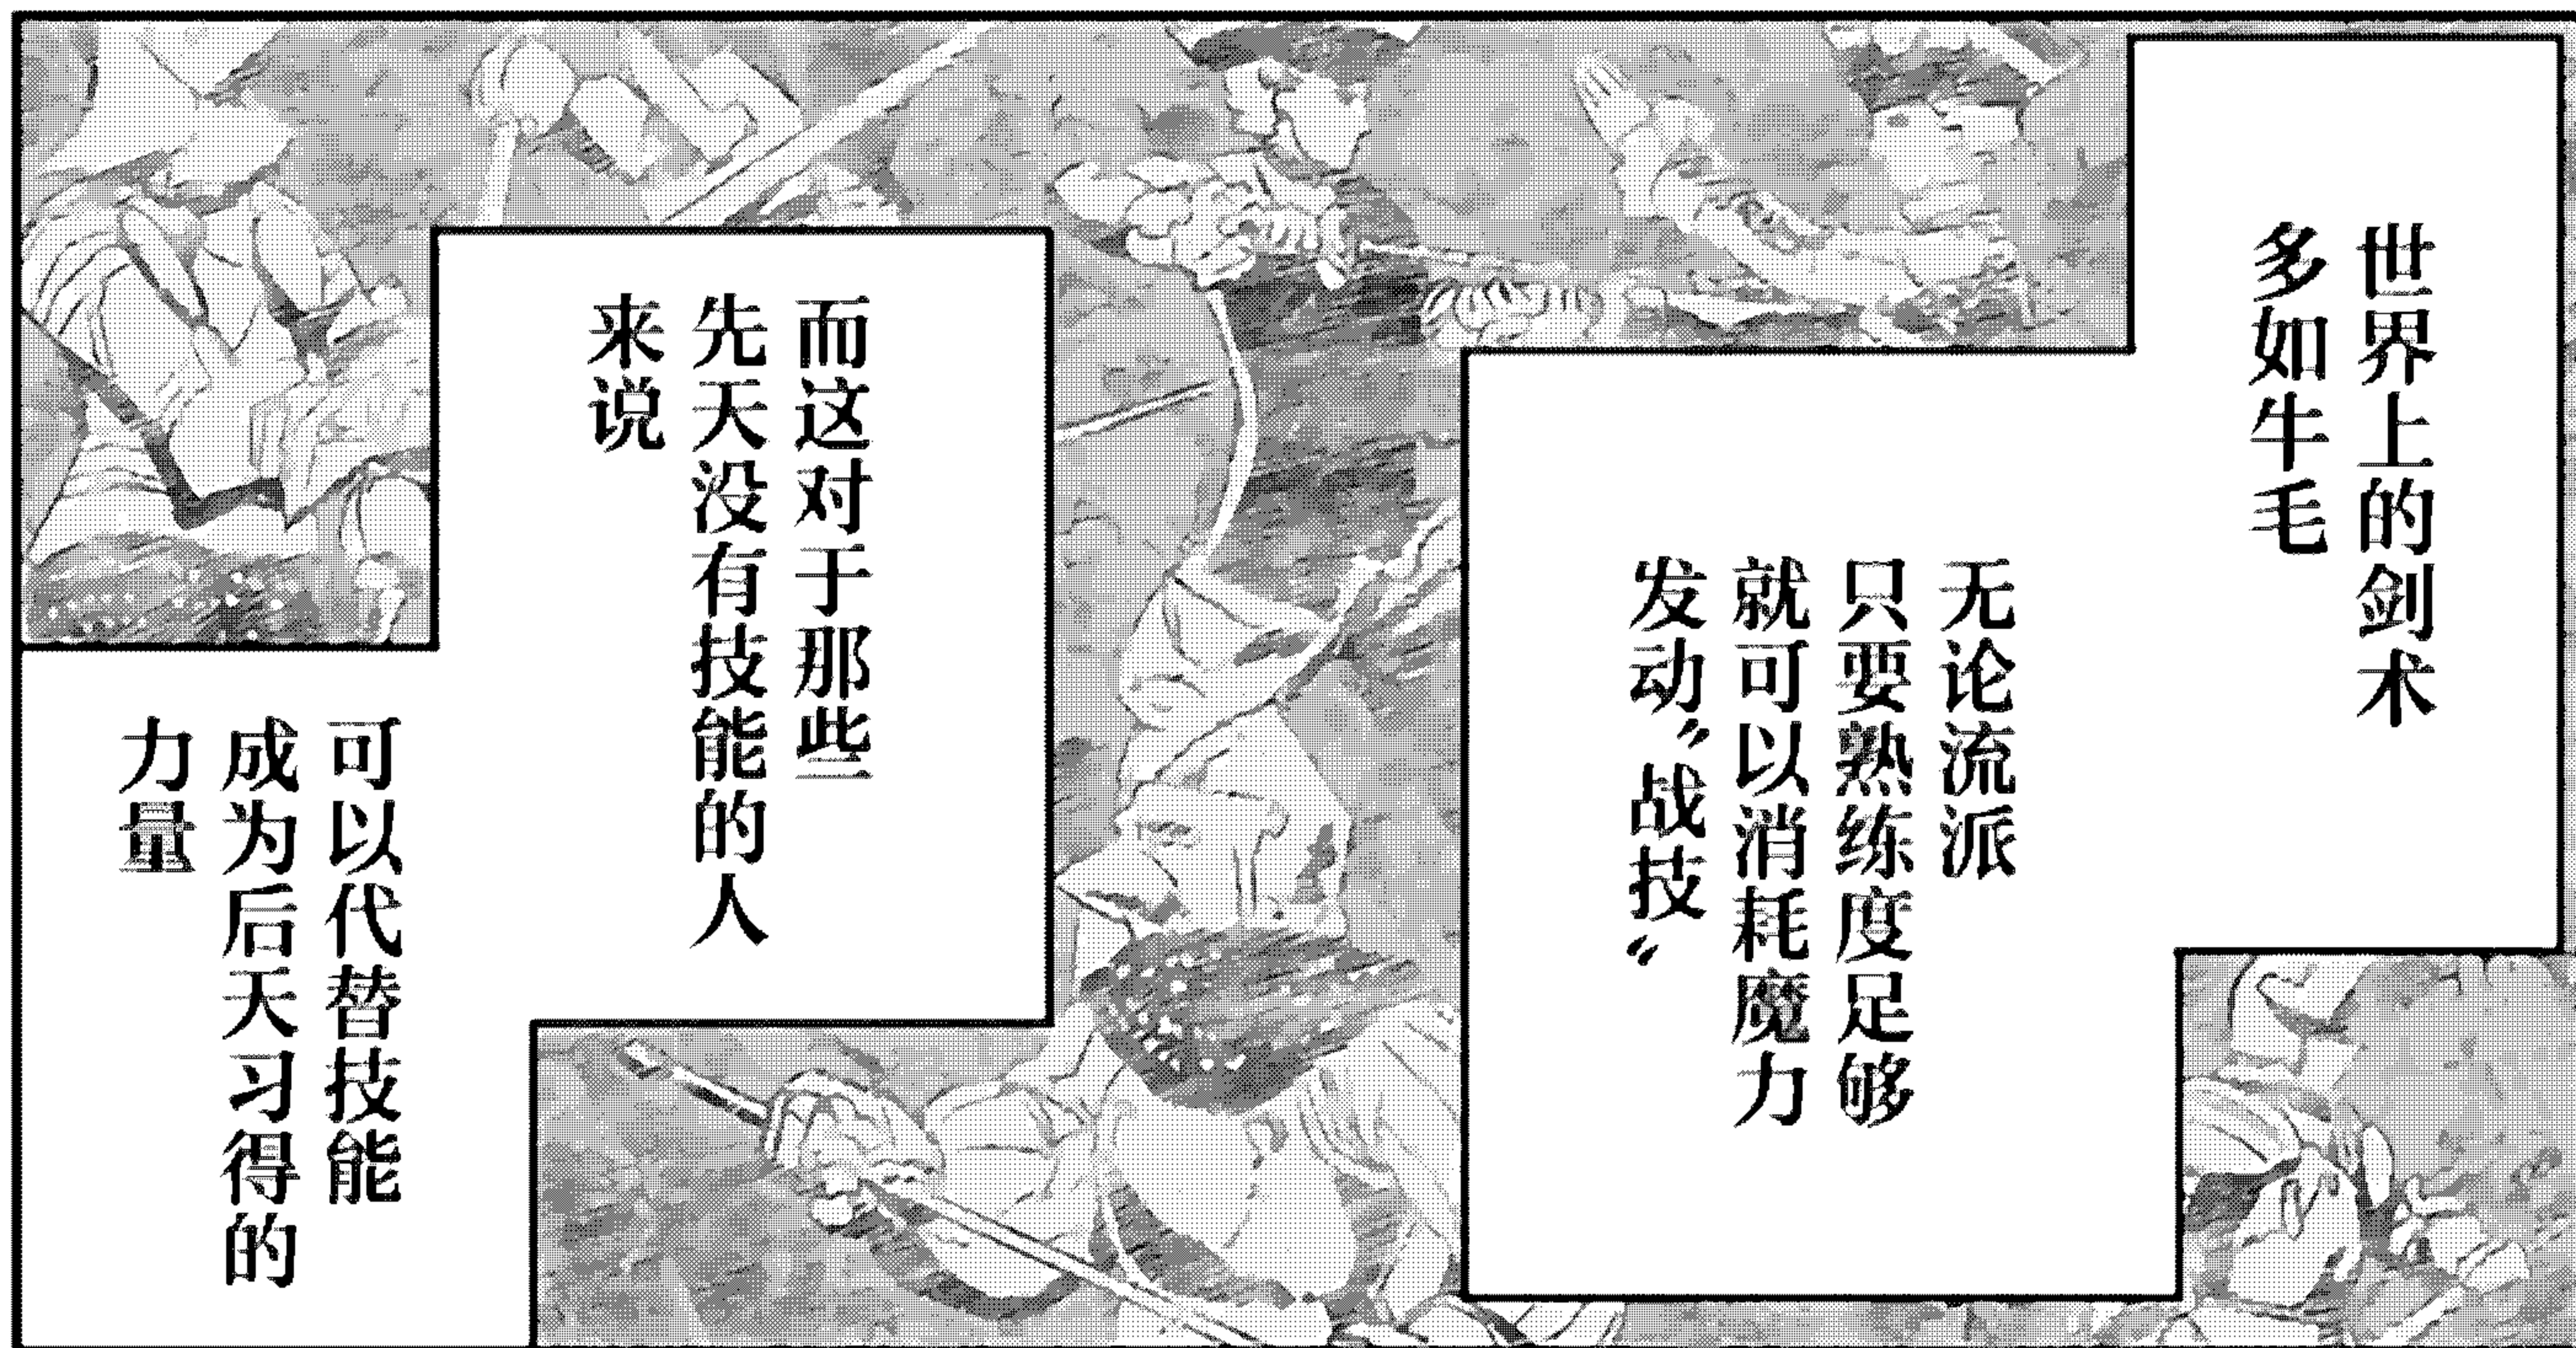 世界上的剑术
多如牛毛
无论流派
只要熟练度足够
就可以消耗魔力
发动〝战技〞
而这对于那些
先天没有技能的人
来说
可以代替技能
成为后天习得的
力量